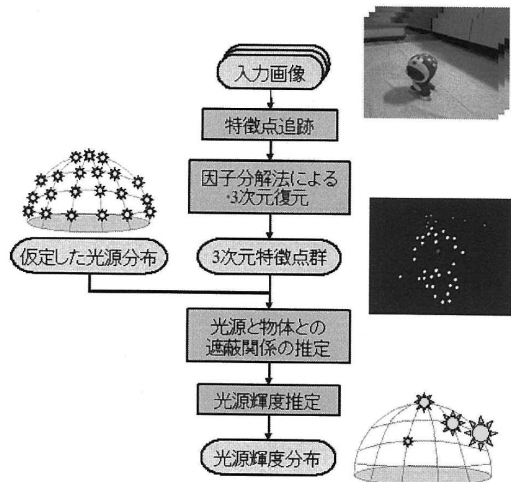 入力画像
特徴点追跡
因子分解法による
3次元復元
仮定した光源分布
3次元特徴点群
光源と物体との
遮蔽関係の推定
光源輝度推定
光源輝度分布